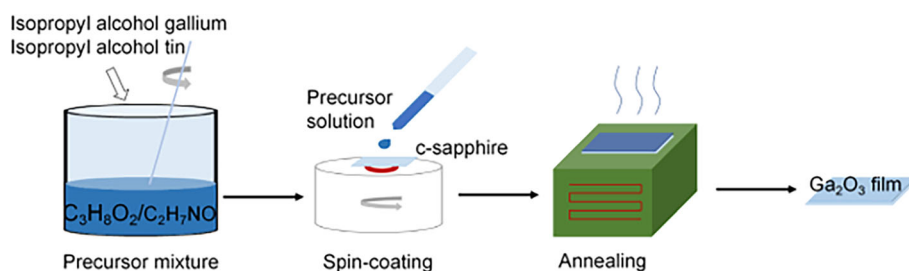 Isopropyl alcohol gallium
Isopropyl alcohol tin
C₃H₈O₂/C₂H₇NO
Precursor mixture
Precursor
solution
c-sapphire
Spin-coating
Annealing
Ga₂O₃ film